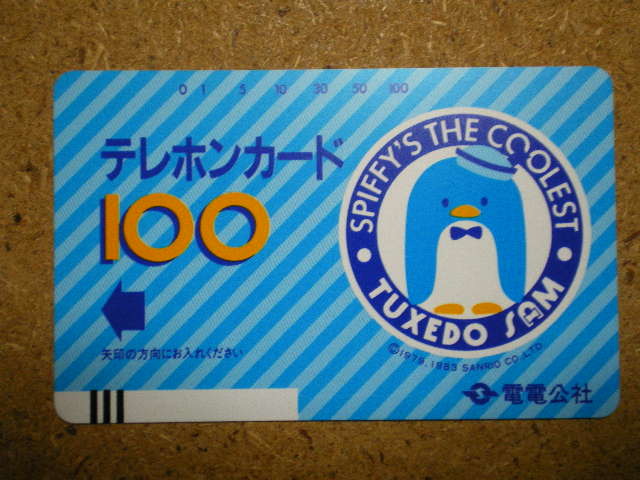 0 1 5 10 30 50 100
テレホンカード
100
矢印の方向にお入れください
SPIFFY'S THE COOLEST
TUXEDO SAM
©1979, 1983 SANRIO CO., LTD.
電電公社